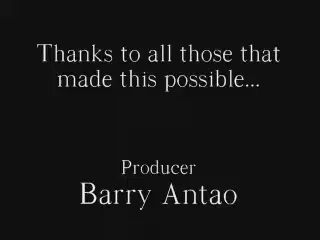 Thanks to all those that
made this possible...
Producer
Barry Antao